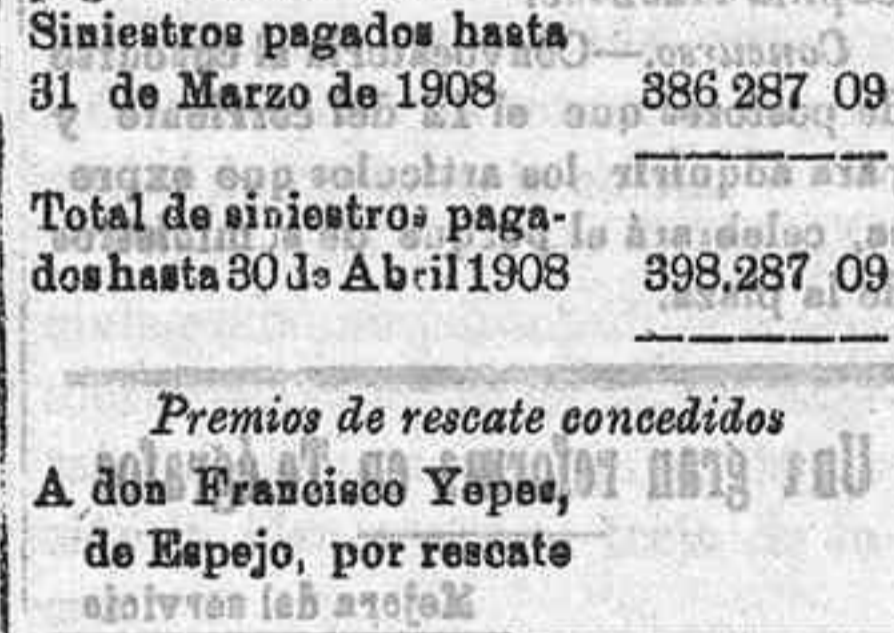 Siniestros pagados hasta
31 de Marzo de 1908 386 287 09
Total de siniestros paga-
dos hasta 30 de Abril 1908 398.287 09
Premios de rescate concedidos
A don Francisco Yepes,
de Espejo, por rescate